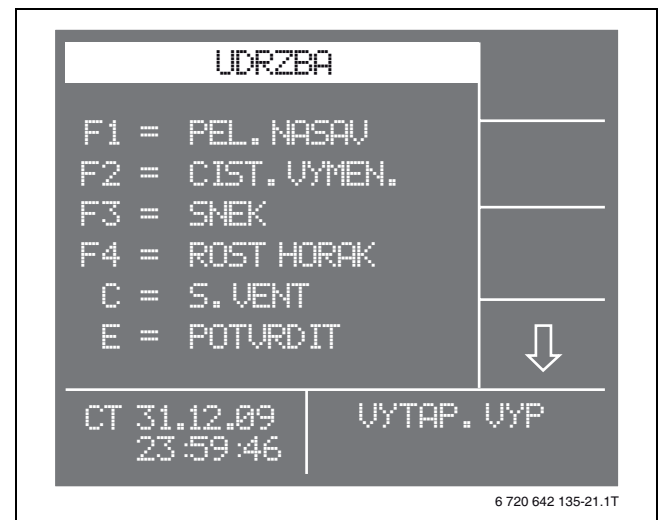 UDRZBA
F1 = PEL. NASAV
F2 = CIST. VYMEN.
F3 = SNEK
F4 = ROST HORAK
C = S. VENT
E = POTVRDIT
CT 31.12.09
23:59:46
VYTAP. VYP
6 720 642 135-21.1T